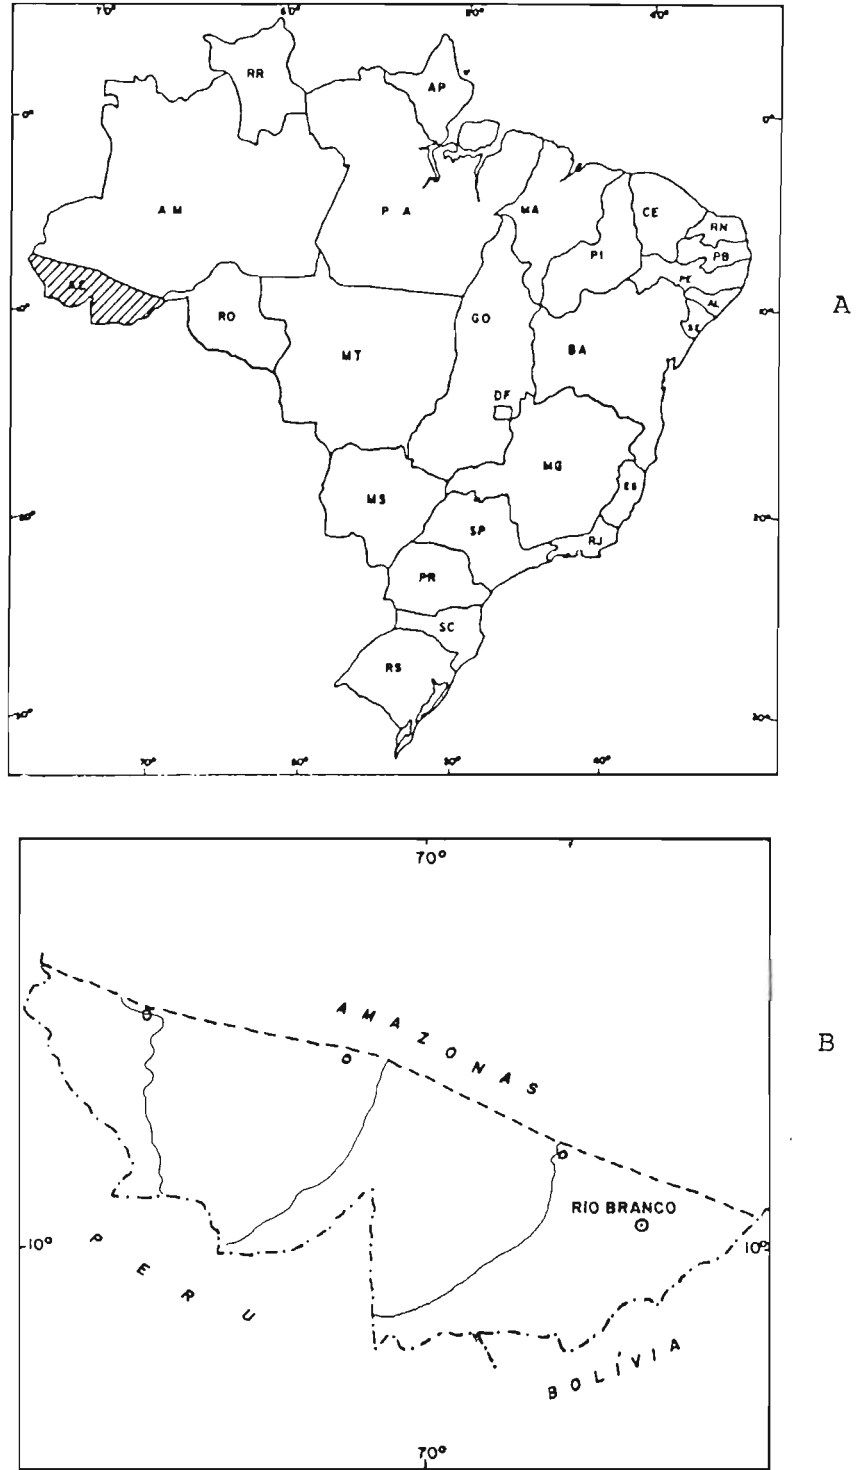 70° 60° 50° 40°
RR
AP
0° 0°
AM PA MA CE
RN
PI PB
PE
AC
AL
10° RO GO 10°
SE
MT BA
DF
MG
MS ES
20° SP 20°
RJ
PR
SC
RS
30° 30°
70° 60° 50° 40°
A
70°
AMAZONAS
B
RIO BRANCO
10° 10°
PERU
BOLÍVIA
70°